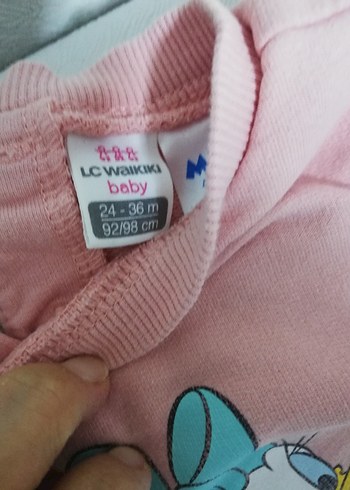 LC WAIKIKI
baby
24 - 36 m
92/98 cm